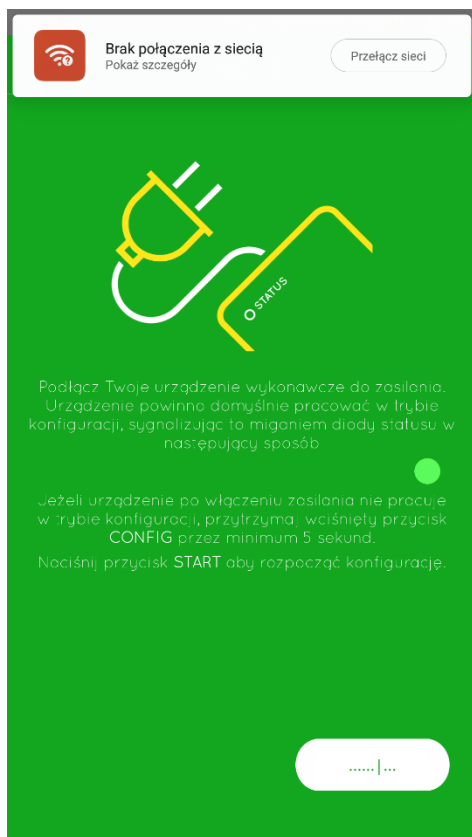 Brak połączenia z siecią
Pokaż szczegóły
Przełącz sieci
STATUS
Podłącz Twoje urządzenie wykonawcze do zasilania.
Urządzenie powinno domyślnie pracować w trybie
konfiguracji, sygnalizując to miganiem diody statusu w
następujący sposób
Jeżeli urządzenie po włączeniu zasilania nie pracuje
w trybie konfiguracji, przytrzymaj wciśnięty przycisk
CONFIG przez minimum 5 sekund.
Naciśnij przycisk START aby rozpocząć konfigurację.
......|...